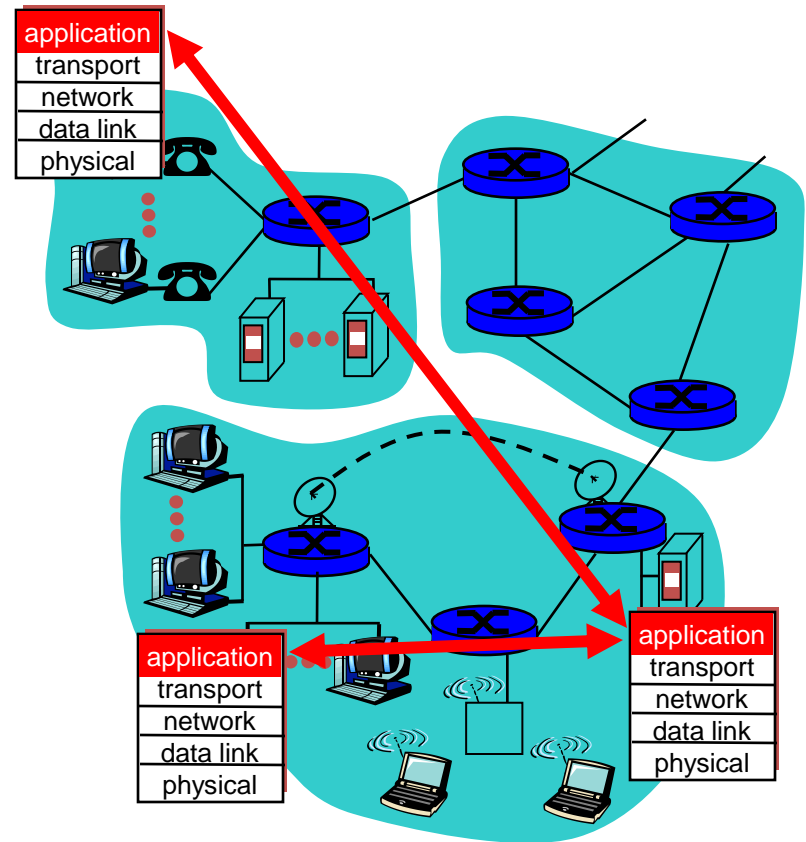 application
transport
network
data link
physical
application
transport
network
data link
physical
application
transport
network
data link
physical